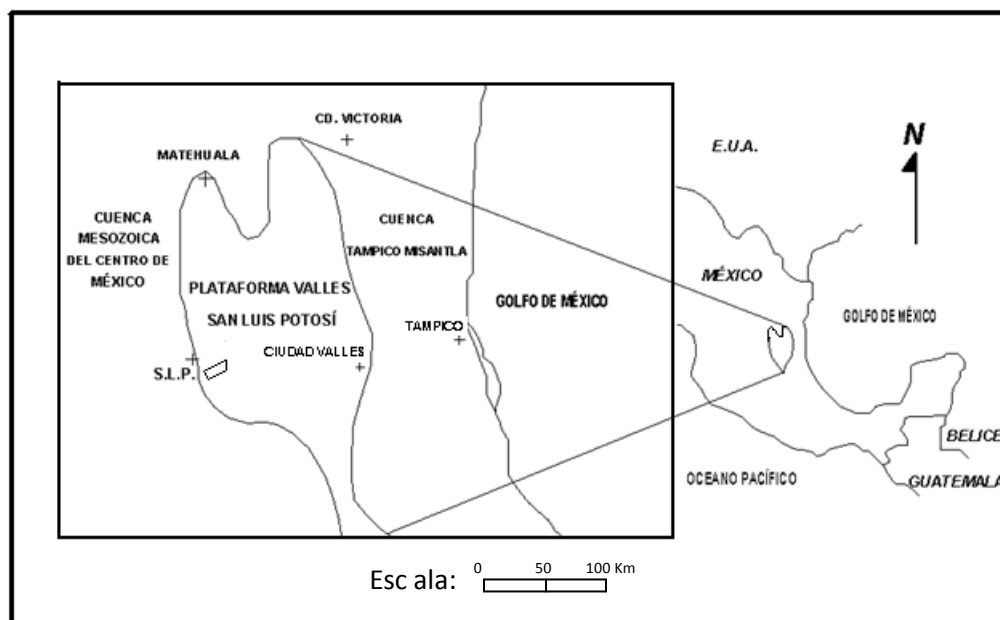 CD. VICTORIA
MATEHUALA
CUENCA
MESOZOICA
DEL CENTRO DE
MÉXICO
CUENCA
TAMPICO MISANTLA
PLATAFORMA VALLES
SAN LUIS POTOSÍ
GOLFO DE MÉXICO
TAMPICO
CIUDAD VALLES
S.L.P.
N
E.U.A.
MÉXICO
GOLFO DE MÉXICO
BELICE
GUATEMALA
OCEANO PACÍFICO
Esc ala: 0 50 100 Km